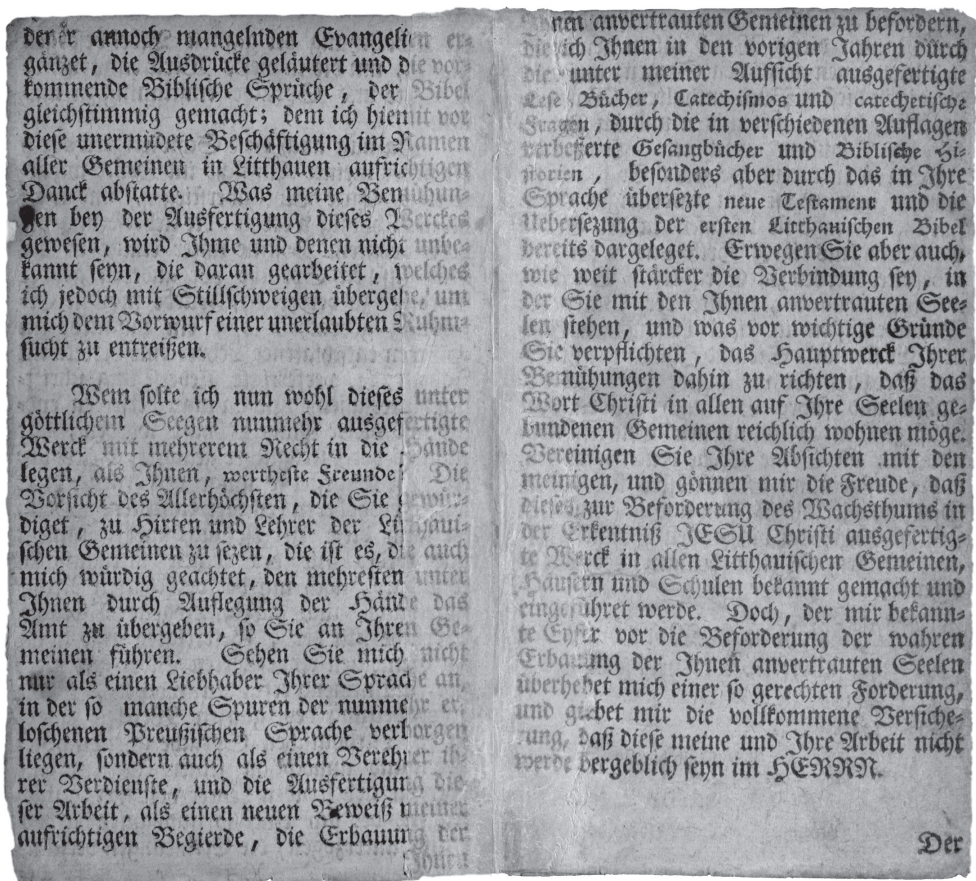 derer annoch mangelnden Evangelien er⸗
gänzet, die Ausdrücke geläutert und die vor⸗
kommende Biblische Sprüche, der Bibel
gleichstimmig gemacht; dem ich hiemit vor
diese unermüdete Beschäftigung im Namen
aller Gemeinen in Litthauen aufrichtigen
Danck abstatte. Was meine Bemühun⸗
gen bey der Ausfertigung dieses Werckes
gewesen, wird Ihme und denen nicht unbe⸗
kannt seyn, die daran gearbeitet, welches
ich jedoch mit Stillschweigen übergehe, um
mich dem Vorwurf einer unerlaubten Ruhm⸗
sucht zu entreißen.
Wem solte ich nun wohl dieses unter
göttlichem Seegen nunmehr ausgefertigte
Werck mit mehrerem Recht in die Hände
legen, als Ihnen, wertheste Freunde! Die
Vorsicht des Allerhöchsten, die Sie gewür⸗
diget, zu Hirten und Lehrer der Litthaui⸗
schen Gemeinen zu sezen, die ist es, die auch
mich würdig geachtet, den mehresten unter
Ihnen durch Auflegung der Hände das
Amt zu übergeben, so Sie an Ihren Ge⸗
meinen führen. Sehen Sie mich nicht
nur als einen Liebhaber Ihrer Sprache an,
in der so manche Spuren der nunmehr er⸗
loschenen Preußischen Sprache verborgen
liegen, sondern auch als einen Verehrer ih⸗
rer Verdienste, und die Ausfertigung die⸗
ser Arbeit, als einen neuen Beweiß meiner
aufrichtigen Begierde, die Erbauung der
Ihnen
Ihnen anvertrauten Gemeinen zu befordern,
die ich Ihnen in den vorigen Jahren durch
die unter meiner Aufsicht ausgefertigte
Lese Bücher, Catechismos und catechetische
Fragen, durch die in verschiedenen Auflagen
verbeßerte Gesangbücher und Biblische Hi⸗
storien, besonders aber durch das in Ihre
Sprache übersezte neue Testament und die
Uebersezung der ersten Litthauischen Bibel
bereits dargeleget. Erwegen Sie aber auch,
wie weit stärcker die Verbindung sey, in
der Sie mit den Ihnen anvertrauten See⸗
len stehen, und was vor wichtige Gründe
Sie verpflichten, das Hauptwerck Ihrer
Bemühungen dahin zu richten, daß das
Wort Christi in allen auf Ihre Seelen ge⸗
bundenen Gemeinen reichlich wohnen möge.
Vereinigen Sie Ihre Absichten mit den
meinigen, und gönnen mir die Freude, daß
dieses zur Beforderung des Wachsthums in
der Erkentniß JESU Christi ausgefertig⸗
te Werck in allen Litthauischen Gemeinen,
Häusern und Schulen bekannt gemacht und
eingeführet werde. Doch, der mir bekann⸗
te Eyfer vor die Beforderung der wahren
Erbauung der Ihnen anvertrauten Seelen
überhebet mich einer so gerechten Forderung,
und giebet mir die vollkommene Versiche⸗
rung, daß diese meine und Ihre Arbeit nicht
werde vergeblich seyn im HERRN.
Der